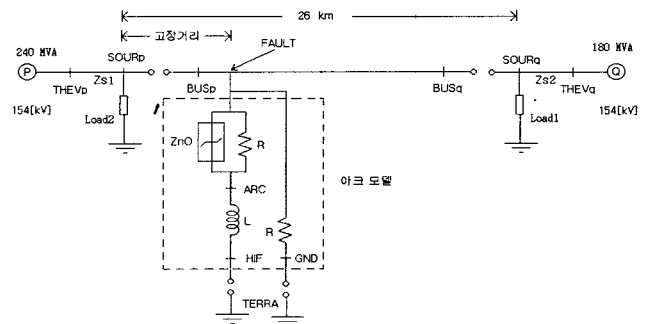 26 km
고장거리
240 MVA
SOURp
FAULT
SOURq
180 MVA
P
Q
THEVp
Zs1
BUSp
BUSq
Zs2
THEVq
154[kV]
Load2
Load1
154[kV]
ZnO
R
ARC
아크 모델
L
R
HIF
GND
TERRA